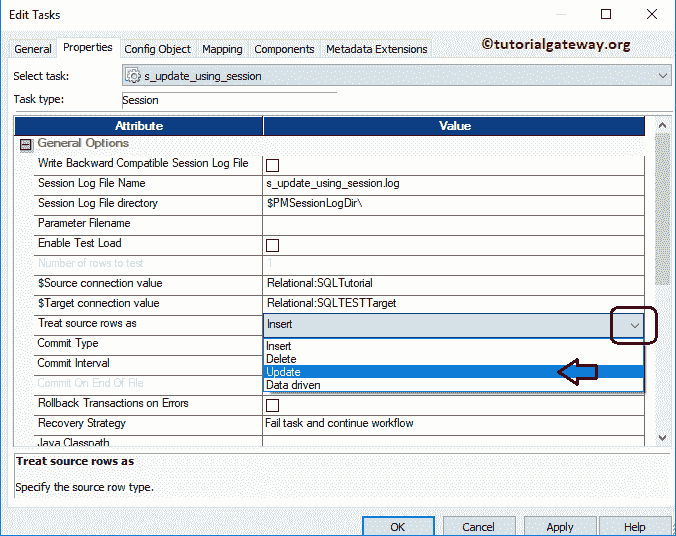 Edit Tasks
General Properties Config Object Mapping Components Metadata Extensions
©tutorialgateway.org
Select task: s_update_using_session
Task type: Session
Attribute Value
General Options
Write Backward Compatible Session Log File
Session Log File Name s_update_using_session.log
Session Log File directory $PMSessionLogDir\
Parameter Filename
Enable Test Load
Number of rows to test 1
$Source connection value Relational:SQLTutorial
$Target connection value Relational:SQLTESTTarget
Treat source rows as Insert
Commit Type Insert
Delete
Commit Interval Update
Commit On End Of File Data driven
Rollback Transactions on Errors
Recovery Strategy Fail task and continue workflow
Java Classpath
Treat source rows as
Specify the source row type.
OK Cancel Apply Help